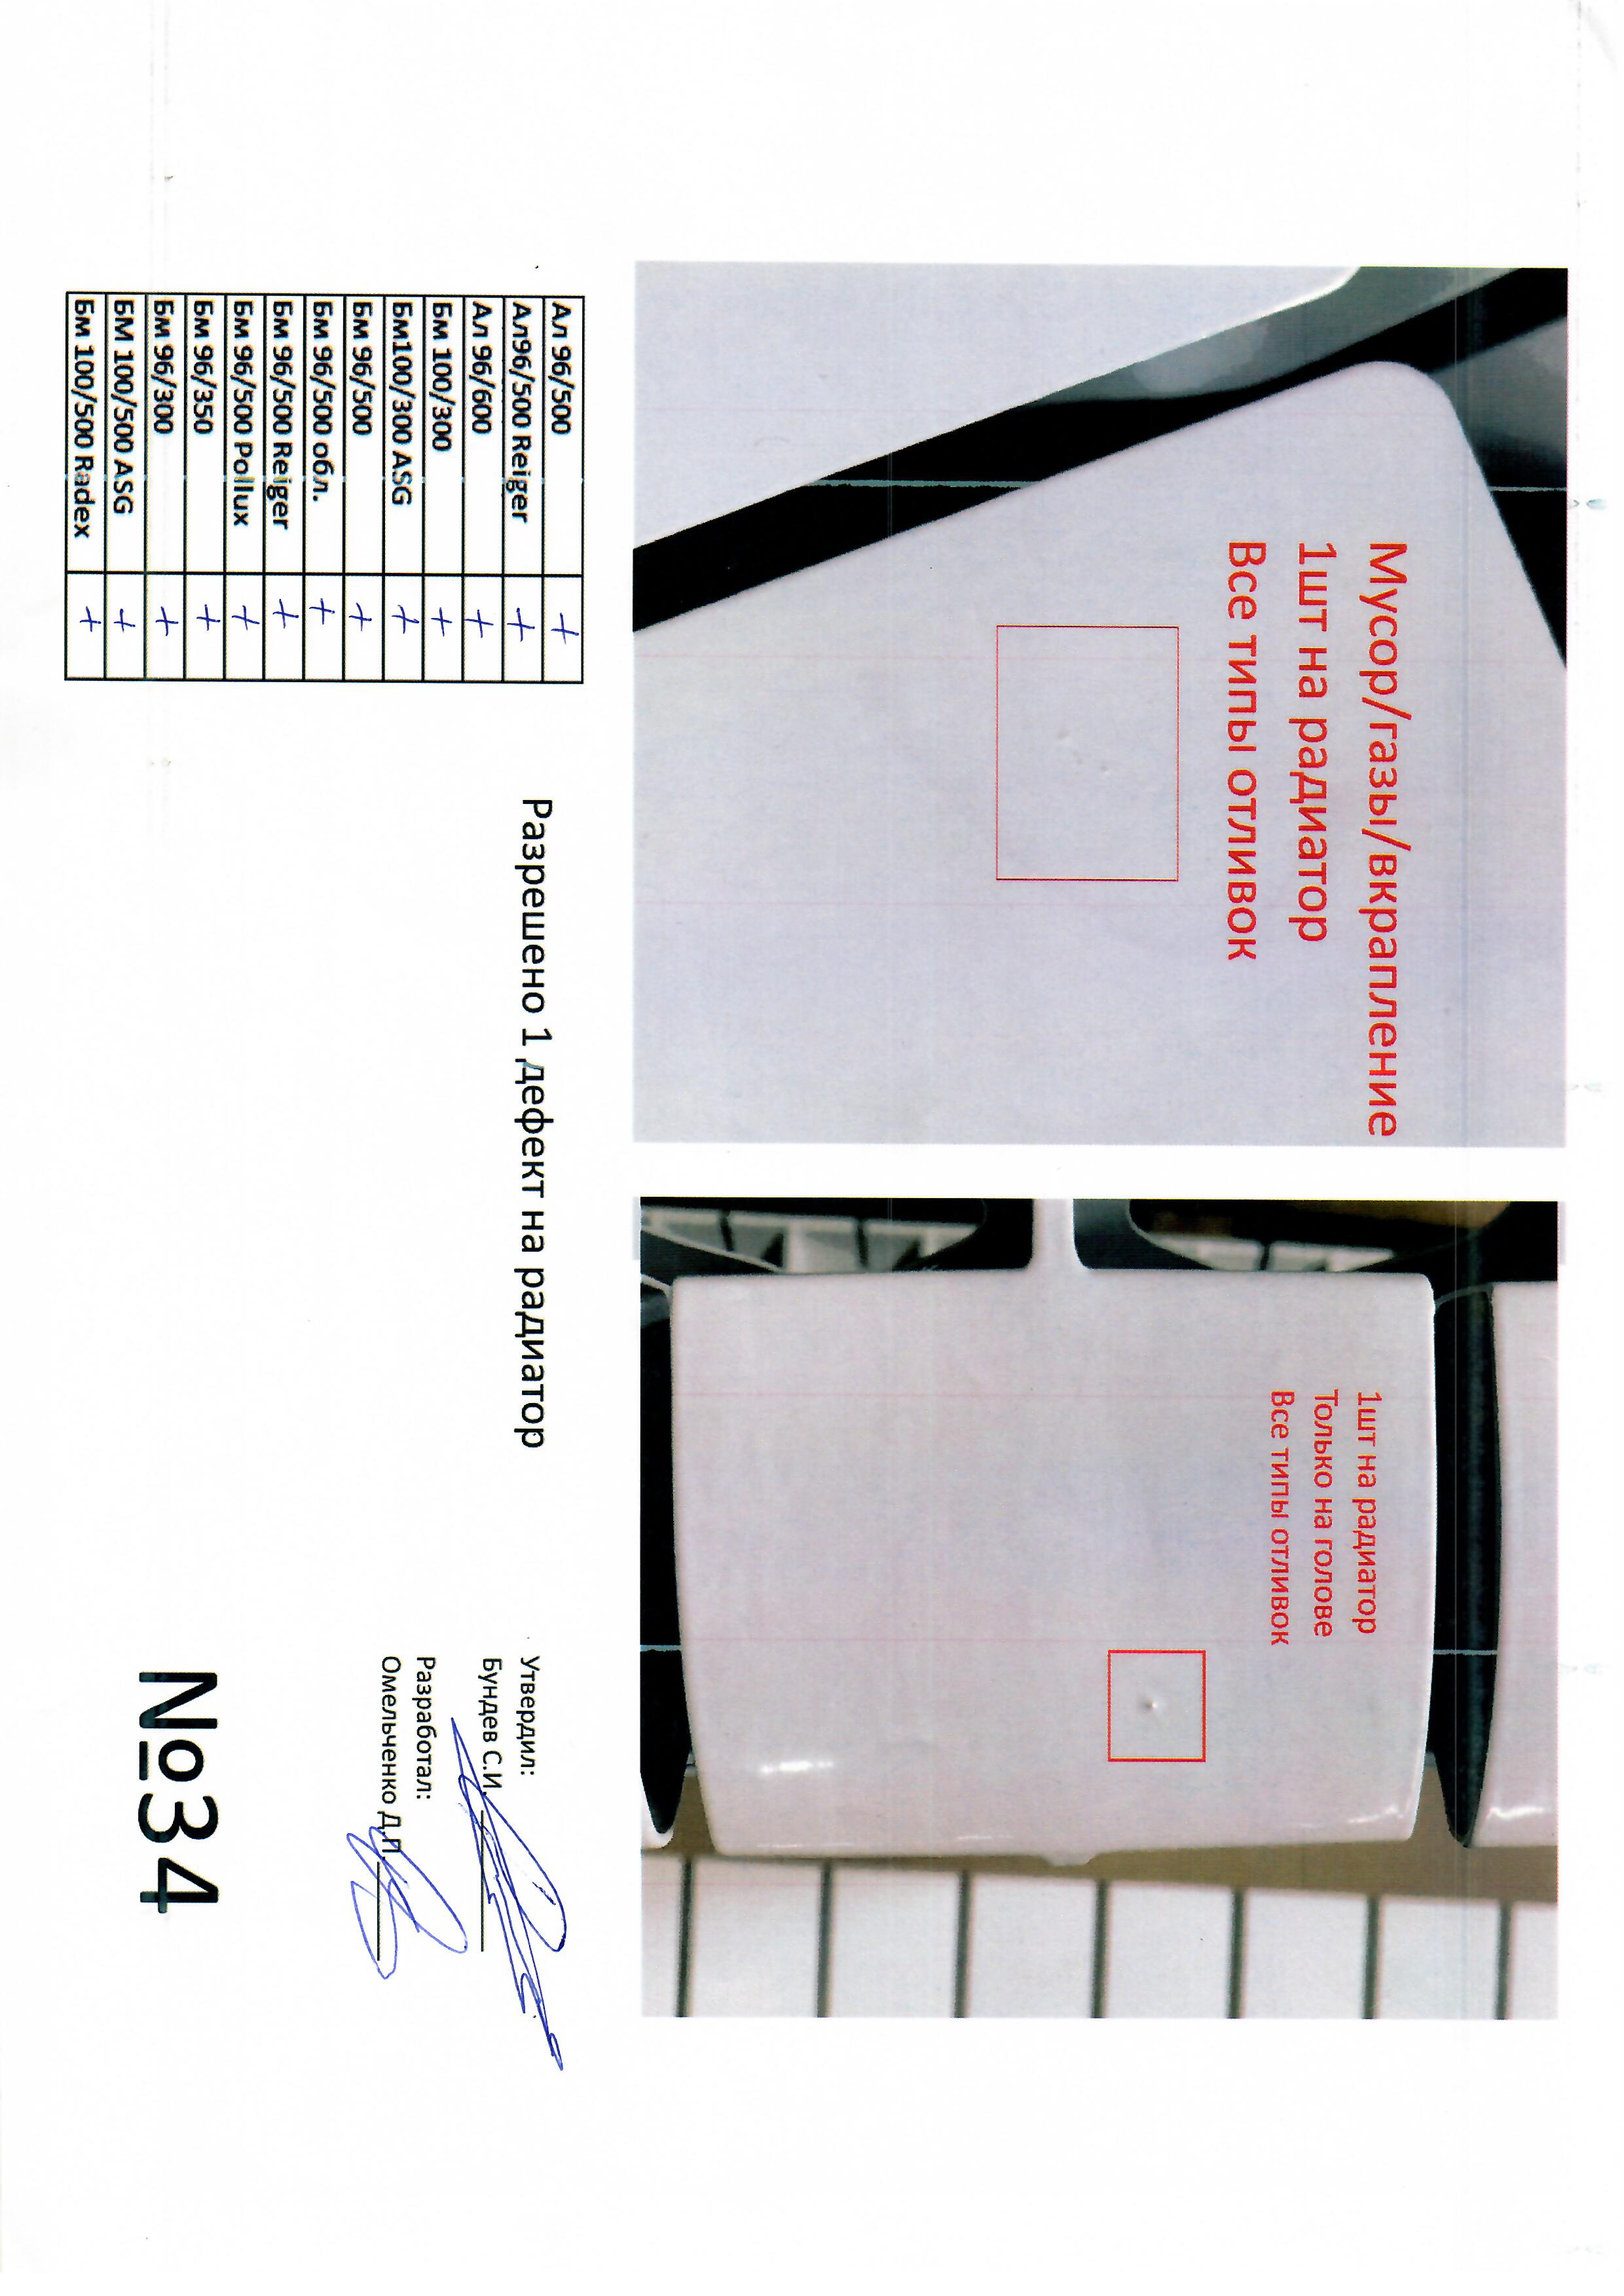 Мусор/газы/вкрапление
1шт на радиатор
Все типы отливок
1шт на радиатор
Только на голове
Все типы отливок
Ал 96/500 +
Ал96/500 Reiger +
Ал 96/600 +
Бм 100/300 +
Бм100/300 ASG +
Бм 96/500 +
Бм 96/500 обл. +
Бм 96/500 Reiger +
Бм 96/500 Pollux +
Бм 96/350 +
Бм 96/300 +
БМ 100/500 ASG +
Бм 100/500 Radex +
Разрешено 1 дефект на радиатор
Утвердил:
Бундев С.И.
Разработал:
Омельченко Д.П.
№34